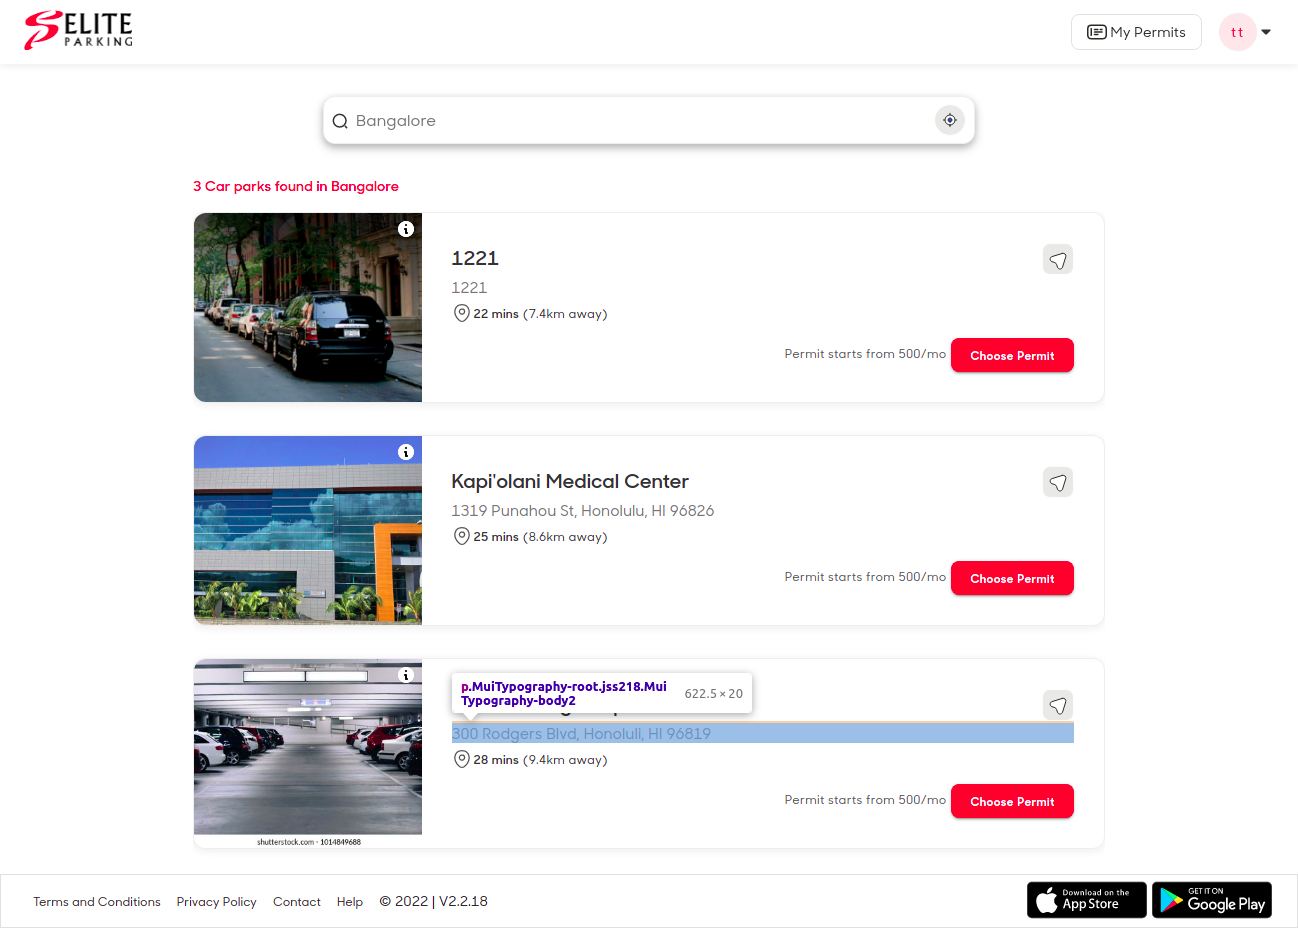 ELITE
PARKING
My Permits
tt
Bangalore
3 Car parks found in Bangalore
1221
1221
22 mins (7.4km away)
Permit starts from 500/mo
Choose Permit
Kapi'olani Medical Center
1319 Punahou St, Honolulu, HI 96826
25 mins (8.6km away)
Permit starts from 500/mo
Choose Permit
p.MuiTypography-root.jss218.Mui
Typography-body2
622.5 × 20
300 Rodgers Blvd, Honoluli, HI 96819
28 mins (9.4km away)
Permit starts from 500/mo
Choose Permit
shutterstock.com · 1014849688
Terms and Conditions Privacy Policy Contact Help © 2022 | V2.2.18
Download on the
App Store
GET IT ON
Google Play